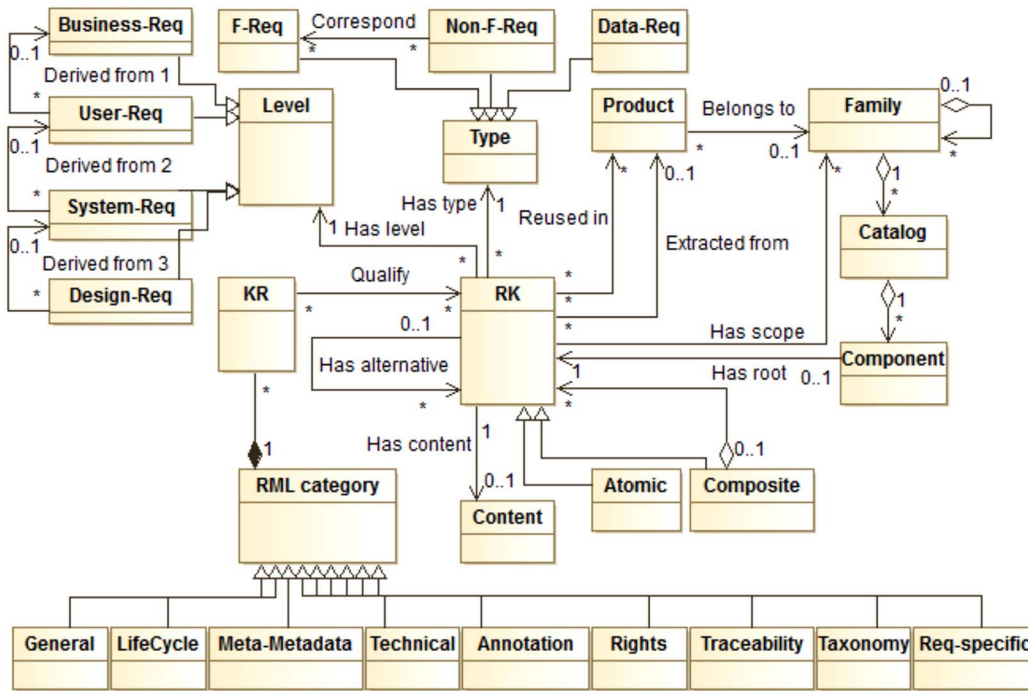 Business-Req
F-Req
Correspond
Non-F-Req
Data-Req
0..1
*
*
Derived from 1
*
User-Req
Level
Type
Product
Belongs to
*
0..1
Family
0..1
*
0..1
Derived from 2
*
System-Req
Has type
1
*
0..1
*
1
*
Catalog
0..1
Derived from 3
*
Design-Req
1
Has level
*
*
Reused in
Extracted from
KR
Qualify
*
*
RK
*
*
*
1
*
0..1
Has alternative
*
Has scope
Component
1
Has root
0..1
*
*
1
Has content
1
0..1
0..1
RML category
Content
Atomic
Composite
General
LifeCycle
Meta-Metadata
Technical
Annotation
Rights
Traceability
Taxonomy
Req-specific